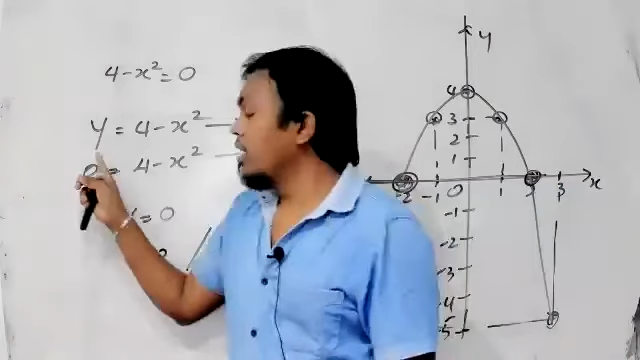 4-x²=0
y = 4-x²
0 = 4-x²
y = 0
y
4
3
2
1
-2 -1 0 1 3 x
-1
-2
-3
-4
-5